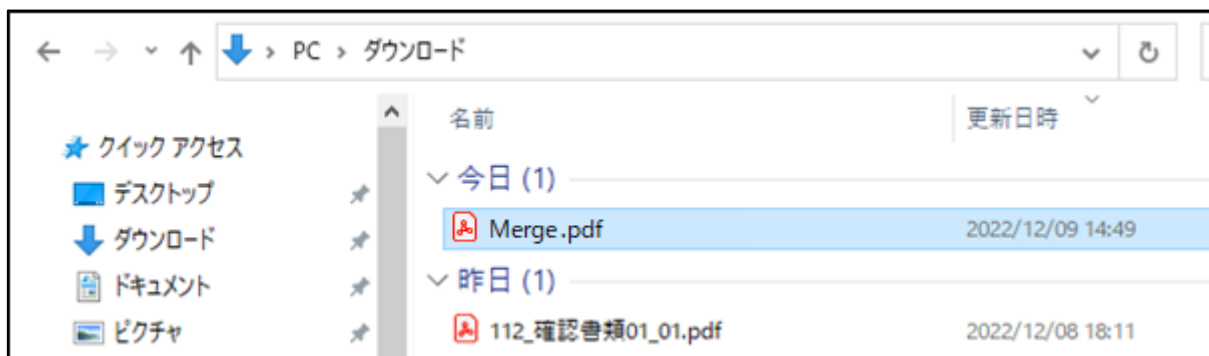 PC › ダウンロード
名前 更新日時
クイック アクセス
今日 (1)
デスクトップ
Merge.pdf 2022/12/09 14:49
ダウンロード
昨日 (1)
ドキュメント
112_確認書類01_01.pdf 2022/12/08 18:11
ピクチャ